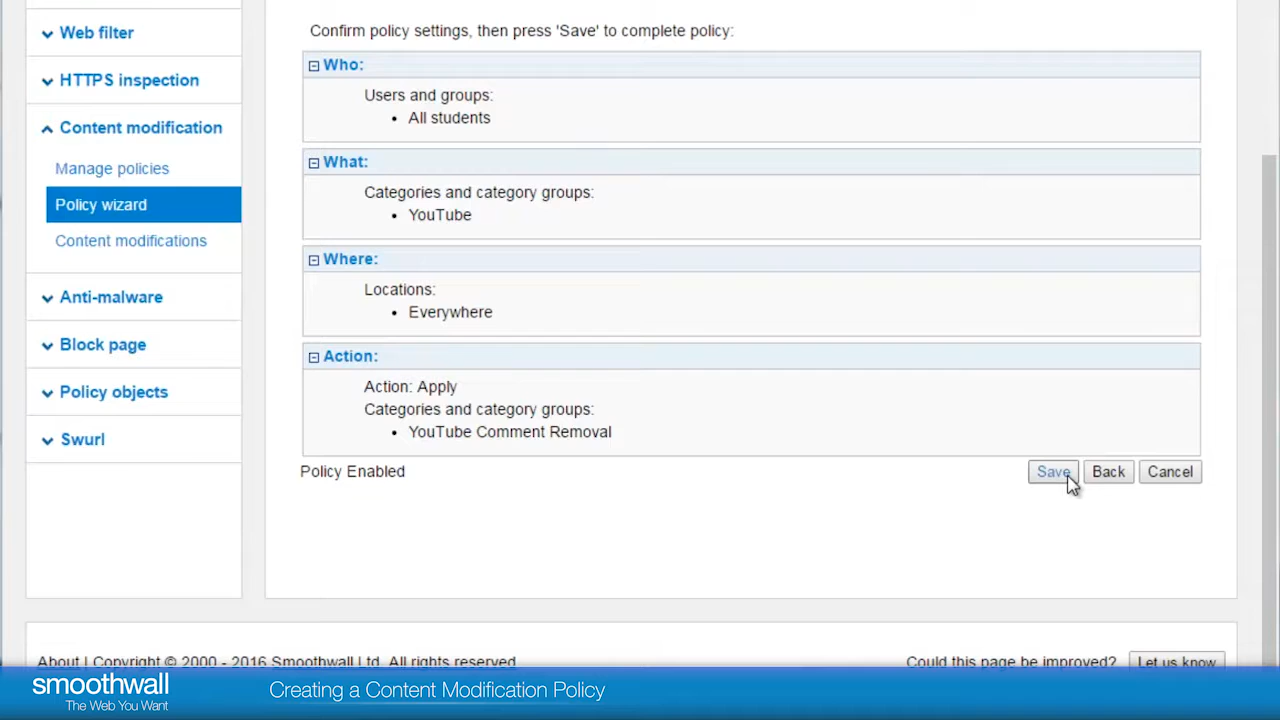 Web filter
HTTPS inspection
Content modification
Manage policies
Policy wizard
Content modifications
Anti-malware
Block page
Policy objects
Swurl
Confirm policy settings, then press 'Save' to complete policy:
Who:
Users and groups:
• All students
What:
Categories and category groups:
• YouTube
Where:
Locations:
• Everywhere
Action:
Action: Apply
Categories and category groups:
• YouTube Comment Removal
Policy Enabled
Save Back Cancel
About | Copyright © 2000 - 2016 Smoothwall Ltd. All rights reserved
Could this page be improved? Let us know
smoothwall
The Web You Want
Creating a Content Modification Policy